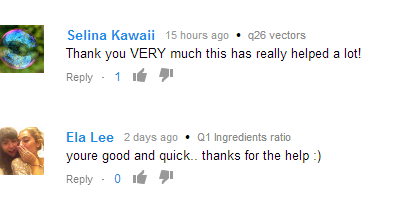 Selina Kawaii 15 hours ago • q26 vectors
Thank you VERY much this has really helped a lot!
Reply - 1
Ela Lee 2 days ago • Q1 Ingredients ratio
youre good and quick.. thanks for the help :)
Reply - 0